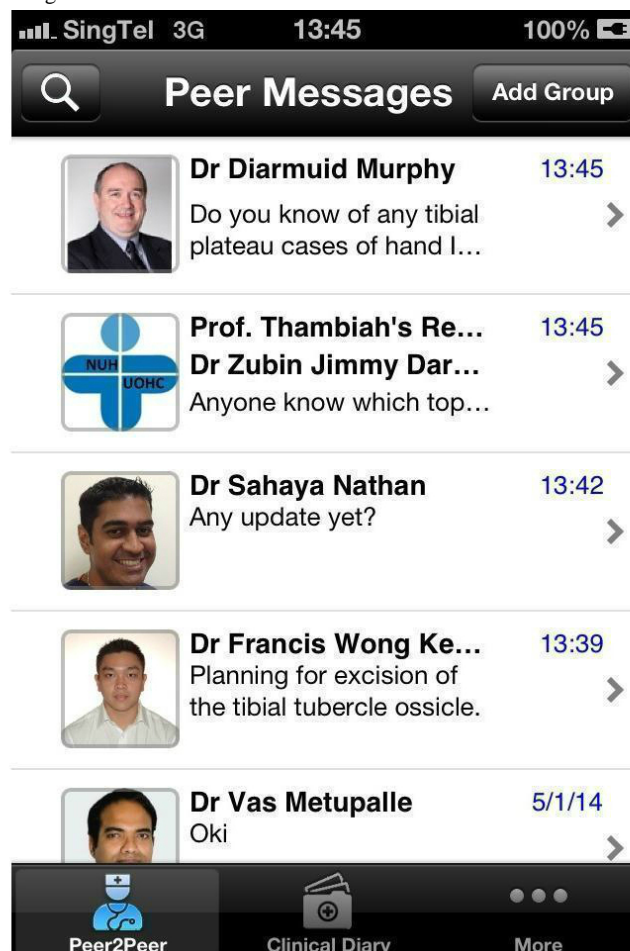 SingTel 3G 13:45 100%
Peer Messages Add Group
Dr Diarmuid Murphy 13:45
Do you know of any tibial
plateau cases of hand I...
Prof. Thambiah's Re... 13:45
Dr Zubin Jimmy Dar...
NUH
UOHC
Anyone know which top...
Dr Sahaya Nathan 13:42
Any update yet?
Dr Francis Wong Ke... 13:39
Planning for excision of
the tibial tubercle ossicle.
Dr Vas Metupalle 5/1/14
Oki
Peer2Peer Clinical Diary More